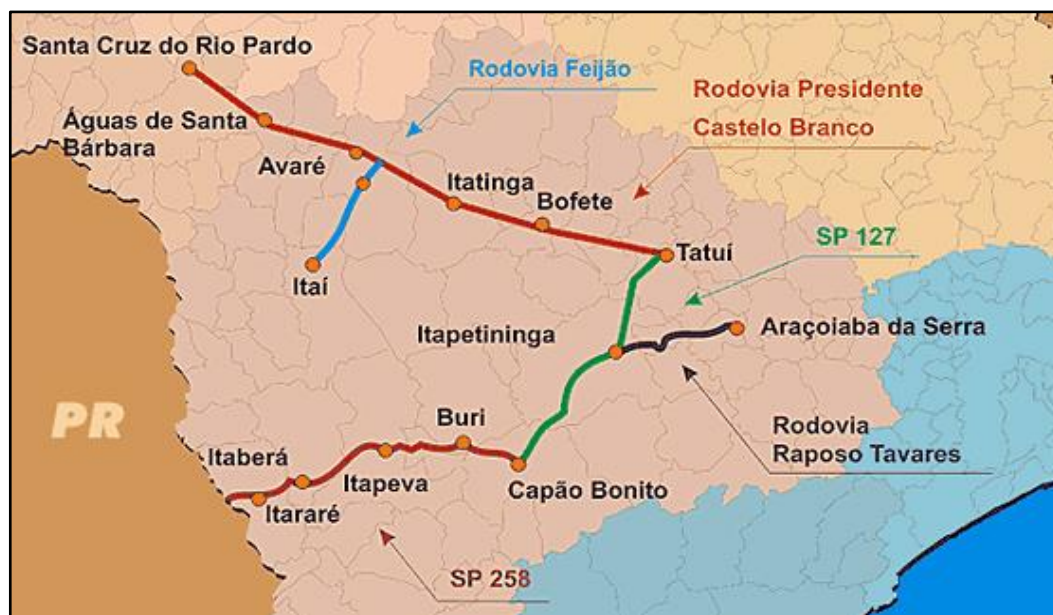 Santa Cruz do Rio Pardo
Rodovia Feijão
Rodovia Presidente
Castelo Branco
Águas de Santa
Bárbara
Avaré
Itatinga
Bofete
SP 127
Tatuí
Itaí
Itapetininga
Araçoiaba da Serra
PR
Buri
Rodovia
Raposo Tavares
Itaberá
Itapeva
Capão Bonito
Itararé
SP 258